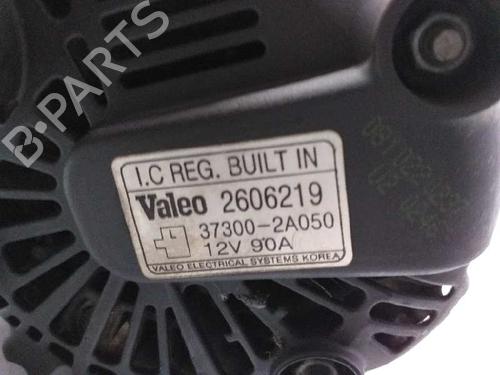 B-PARTS
I.C REG. BUILT IN
Valeo 2606219
37300-2A050
12V 90A
VALEO ELECTRICAL SYSTEMS KOREA